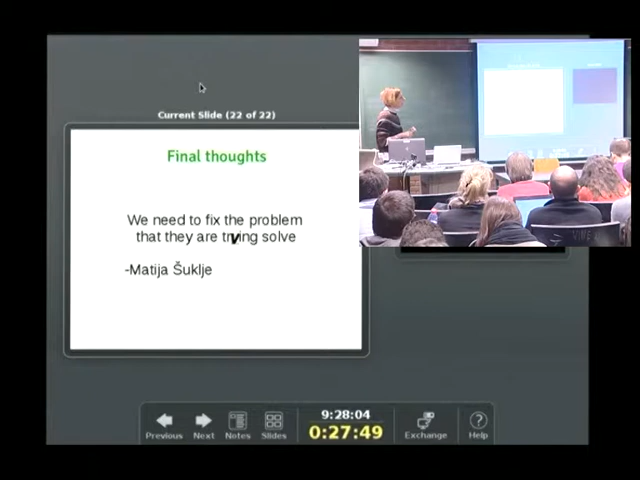 Current Slide (22 of 22)
Final thoughts
We need to fix the problem
that they are trying solve
-Matija Šuklje
9:28:04
0:27:49
Previous
Next
Notes
Slides
Exchange
Help